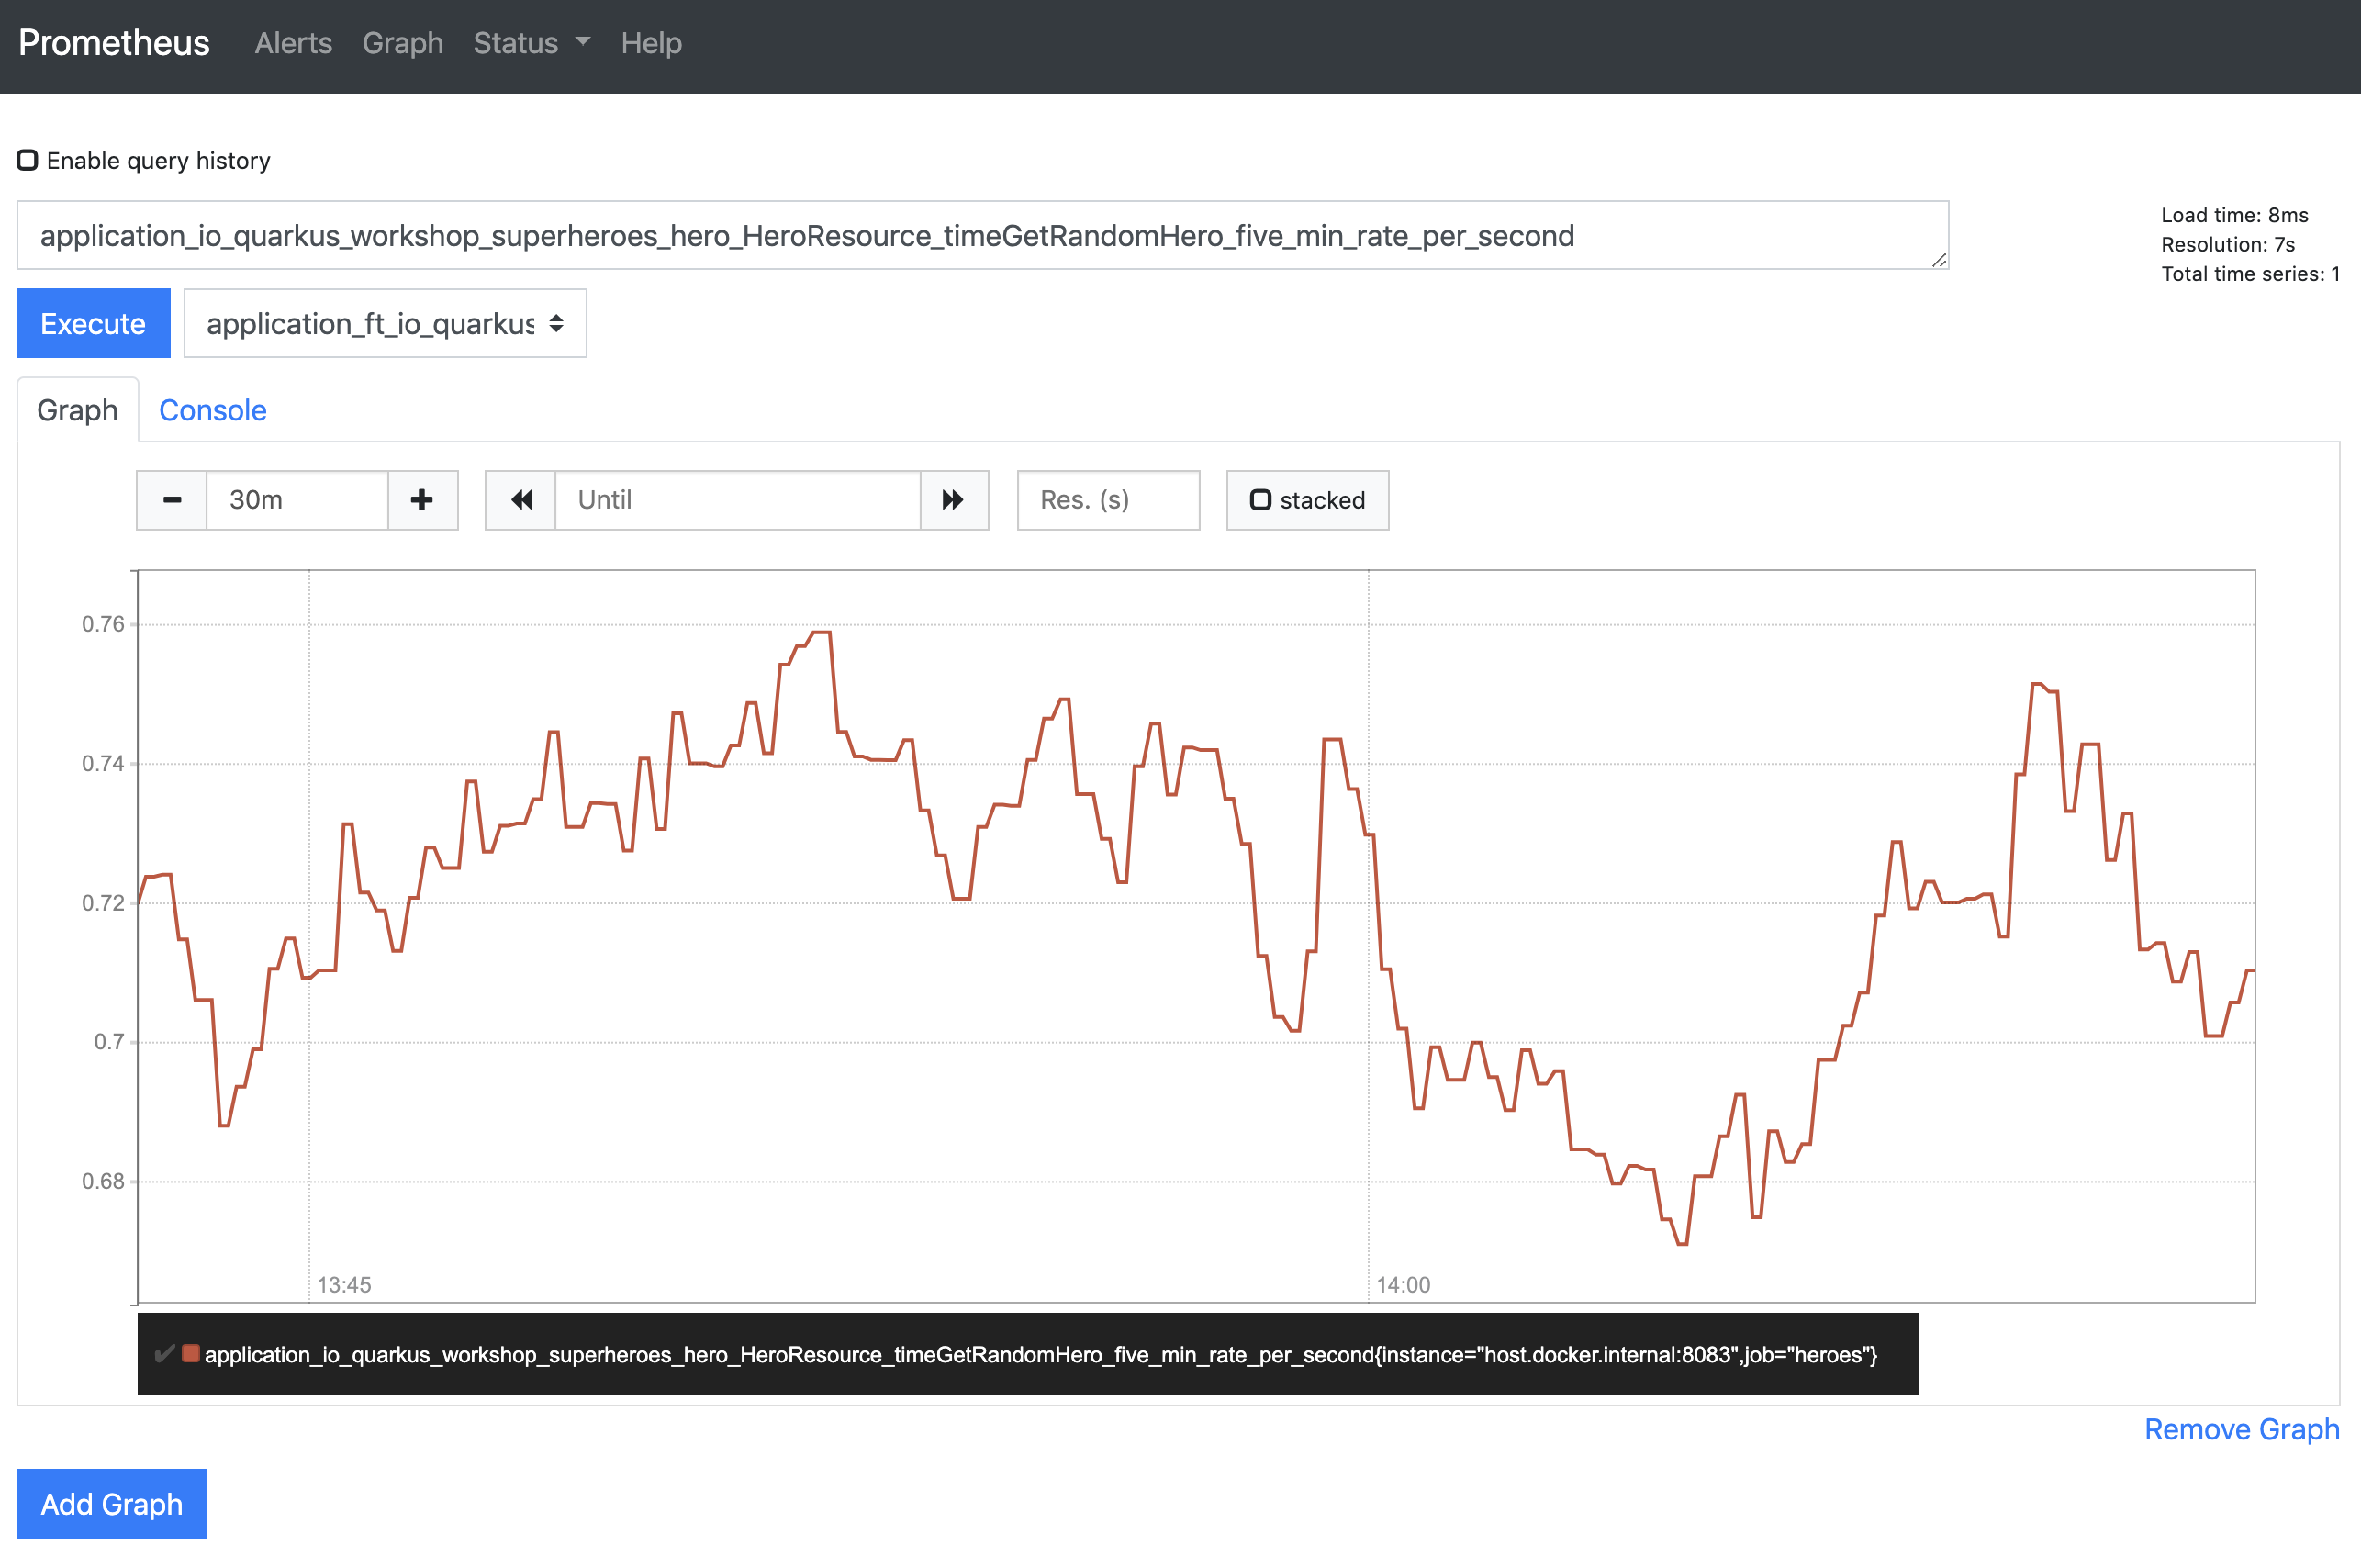 Prometheus Alerts Graph Status Help
Enable query history
application_io_quarkus_workshop_superheroes_hero_HeroResource_timeGetRandomHero_five_min_rate_per_second
Load time: 8ms
Resolution: 7s
Total time series: 1
Execute application_ft_io_quarkus
Graph Console
30m Until Res. (s) stacked
0.76
0.74
0.72
0.7
0.68
13:45 14:00
application_io_quarkus_workshop_superheroes_hero_HeroResource_timeGetRandomHero_five_min_rate_per_second{instance="host.docker.internal:8083",job="heroes"}
Remove Graph
Add Graph